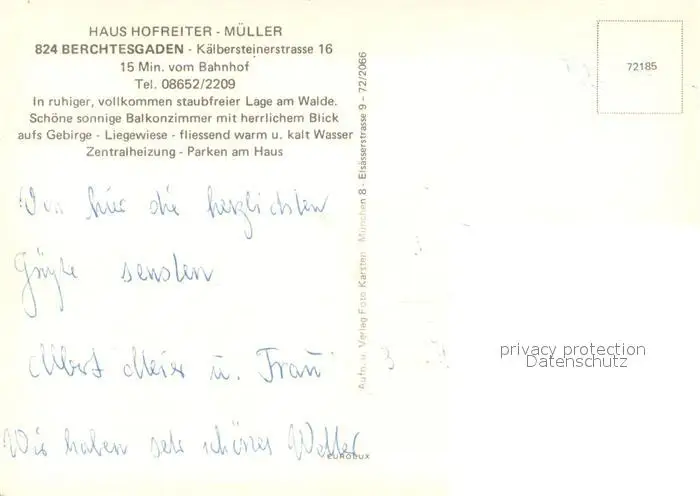 HAUS HOFREITER - MÜLLER
824 BERCHTESGADEN - Kälbersteinerstrasse 16
15 Min. vom Bahnhof
Tel. 08652/2209
In ruhiger, vollkommen staubfreier Lage am Walde.
Schöne sonnige Balkonzimmer mit herrlichem Blick
aufs Gebirge - Liegewiese - fliessend warm u. kalt Wasser
Zentralheizung - Parken am Haus
Von hier die herzlichsten
Grüße senden
Albert Meier u. Frau
Wir haben sehr schönes Wetter
Aufn. u. Verlag Foto Karsten München 8 - Elsässerstrasse 9 - 72/2066
EURODUX
72185
privacy protection
Datenschutz